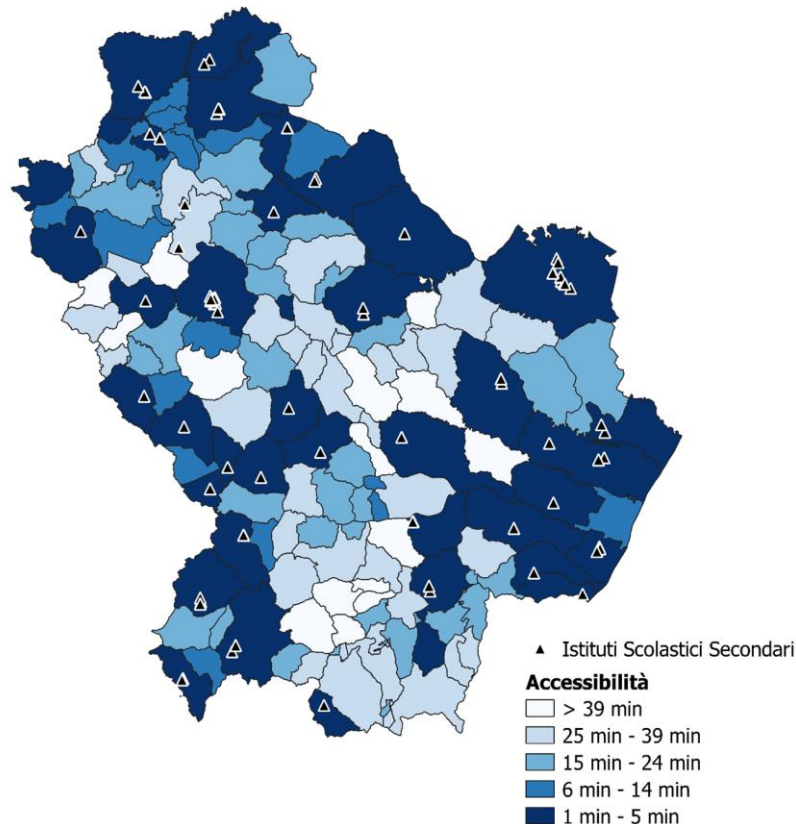 Istituti Scolastici Secondari
Accessibilità
> 39 min
25 min - 39 min
15 min - 24 min
6 min - 14 min
1 min - 5 min